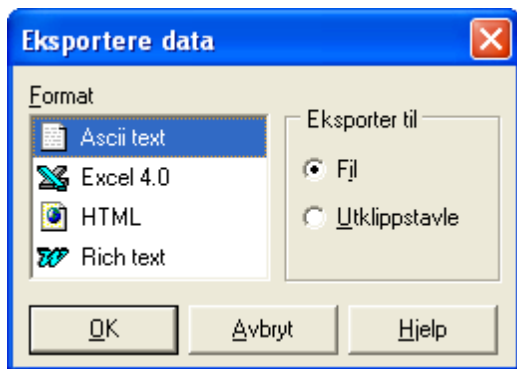 Eksportere data
Format
Ascii text
Excel 4.0
HTML
Rich text
Eksporter til
Fil
Utklippstavle
OK
Avbryt
Hjelp